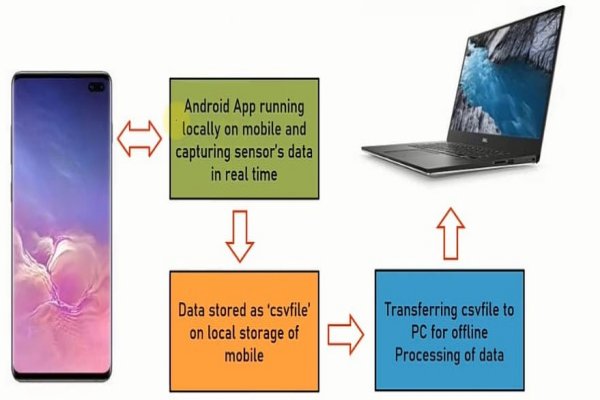 Android App running
locally on mobile and
capturing sensor's data
in real time
Data stored as 'csvfile'
on local storage of
mobile
Transferring csvfile to
PC for offline
Processing of data
DELL